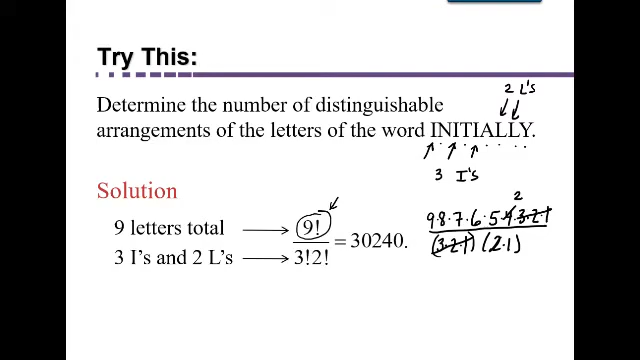 Try This:
2 L's
Determine the number of distinguishable
arrangements of the letters of the word INITIALLY.
3 I's
Solution
2
9 letters total 9! 9·8·7·6·5·4·3·2·1
= 30240.
3 I's and 2 L's 3!2! (3·2·1) (2·1)